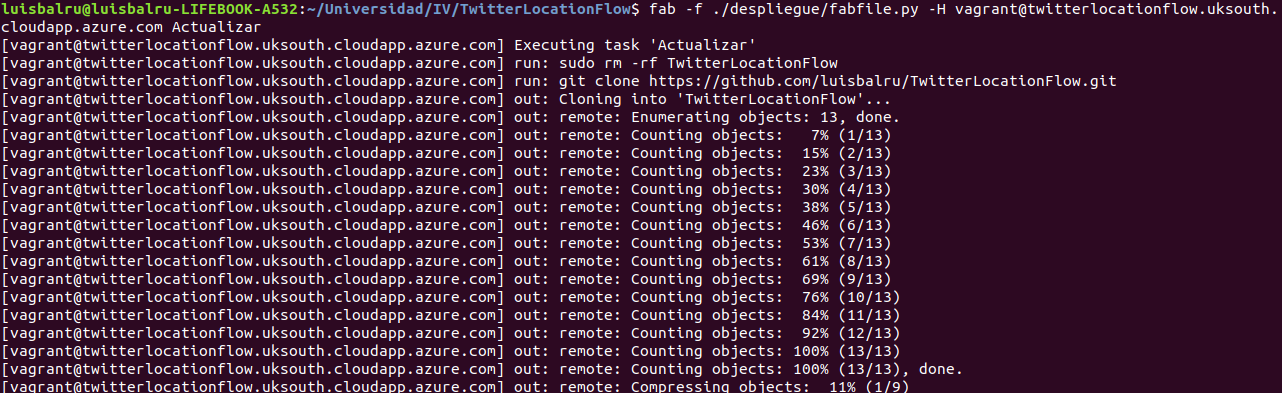 luisbalru@luisbalru-LIFEBOOK-A532:~/Universidad/IV/TwitterLocationFlow$ fab -f ./despliegue/fabfile.py -H vagrant@twitterlocationflow.uksouth.
cloudapp.azure.com Actualizar
[vagrant@twitterlocationflow.uksouth.cloudapp.azure.com] Executing task 'Actualizar'
[vagrant@twitterlocationflow.uksouth.cloudapp.azure.com] run: sudo rm -rf TwitterLocationFlow
[vagrant@twitterlocationflow.uksouth.cloudapp.azure.com] run: git clone https://github.com/luisbalru/TwitterLocationFlow.git
[vagrant@twitterlocationflow.uksouth.cloudapp.azure.com] out: Cloning into 'TwitterLocationFlow'...
[vagrant@twitterlocationflow.uksouth.cloudapp.azure.com] out: remote: Enumerating objects: 13, done.
[vagrant@twitterlocationflow.uksouth.cloudapp.azure.com] out: remote: Counting objects:   7% (1/13)
[vagrant@twitterlocationflow.uksouth.cloudapp.azure.com] out: remote: Counting objects:  15% (2/13)
[vagrant@twitterlocationflow.uksouth.cloudapp.azure.com] out: remote: Counting objects:  23% (3/13)
[vagrant@twitterlocationflow.uksouth.cloudapp.azure.com] out: remote: Counting objects:  30% (4/13)
[vagrant@twitterlocationflow.uksouth.cloudapp.azure.com] out: remote: Counting objects:  38% (5/13)
[vagrant@twitterlocationflow.uksouth.cloudapp.azure.com] out: remote: Counting objects:  46% (6/13)
[vagrant@twitterlocationflow.uksouth.cloudapp.azure.com] out: remote: Counting objects:  53% (7/13)
[vagrant@twitterlocationflow.uksouth.cloudapp.azure.com] out: remote: Counting objects:  61% (8/13)
[vagrant@twitterlocationflow.uksouth.cloudapp.azure.com] out: remote: Counting objects:  69% (9/13)
[vagrant@twitterlocationflow.uksouth.cloudapp.azure.com] out: remote: Counting objects:  76% (10/13)
[vagrant@twitterlocationflow.uksouth.cloudapp.azure.com] out: remote: Counting objects:  84% (11/13)
[vagrant@twitterlocationflow.uksouth.cloudapp.azure.com] out: remote: Counting objects:  92% (12/13)
[vagrant@twitterlocationflow.uksouth.cloudapp.azure.com] out: remote: Counting objects: 100% (13/13)
[vagrant@twitterlocationflow.uksouth.cloudapp.azure.com] out: remote: Counting objects: 100% (13/13), done.
[vagrant@twitterlocationflow.uksouth.cloudapp.azure.com] out: remote: Compressing objects:  11% (1/9)